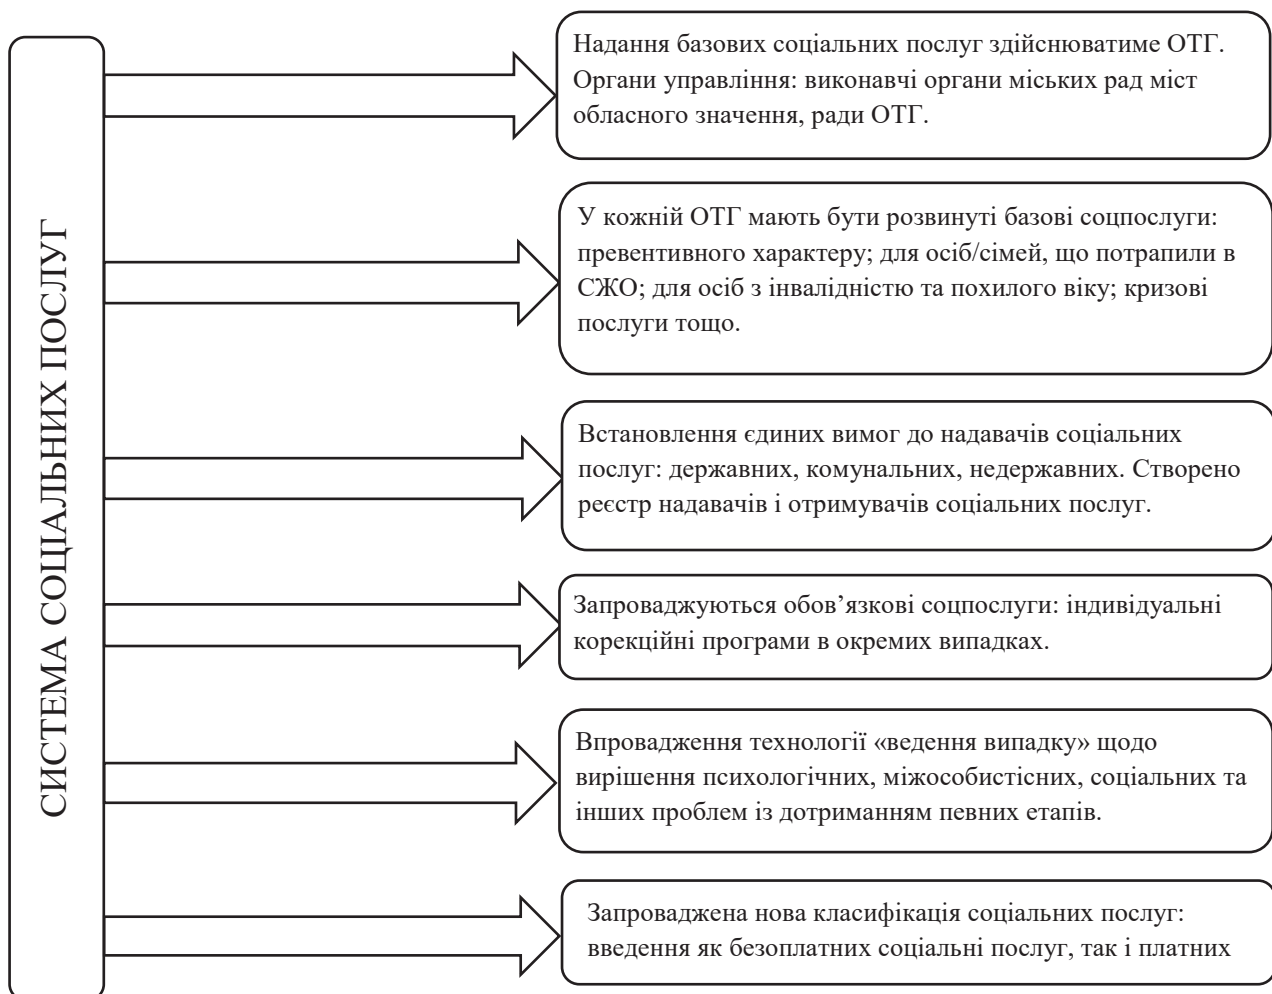 СИСТЕМА СОЦІАЛЬНИХ ПОСЛУГ
Надання базових соціальних послуг здійснюватиме ОТГ.
Органи управління: виконавчі органи міських рад міст
обласного значення, ради ОТГ.
У кожній ОТГ мають бути розвинуті базові соцпослуги:
превентивного характеру; для осіб/сімей, що потрапили в
СЖО; для осіб з інвалідністю та похилого віку; кризові
послуги тощо.
Встановлення єдиних вимог до надавачів соціальних
послуг: державних, комунальних, недержавних. Створено
реєстр надавачів і отримувачів соціальних послуг.
Запроваджуються обов’язкові соцпослуги: індивідуальні
корекційні програми в окремих випадках.
Впровадження технології «ведення випадку» щодо
вирішення психологічних, міжособистісних, соціальних та
інших проблем із дотриманням певних етапів.
Запроваджена нова класифікація соціальних послуг:
введення як безоплатних соціальні послуг, так і платних